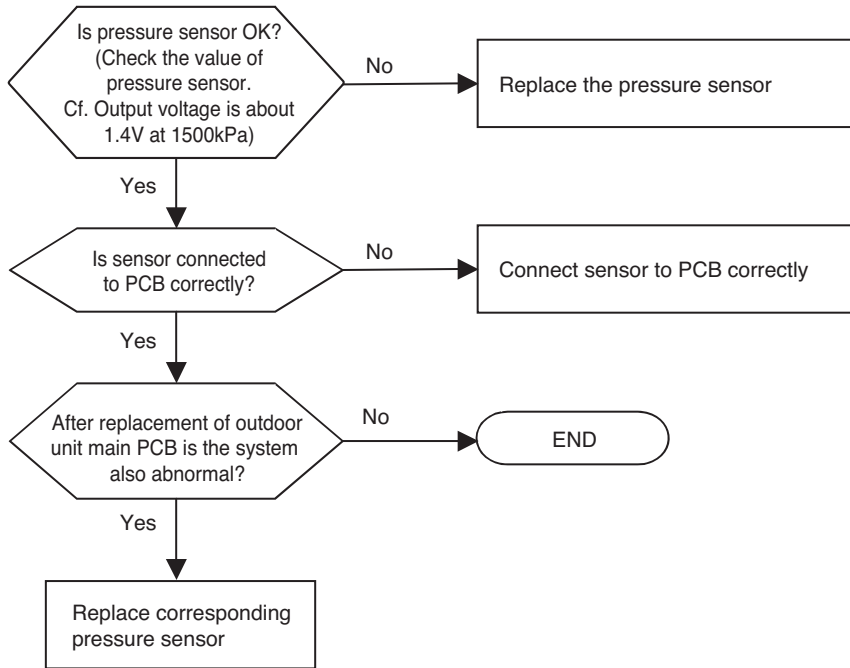 Is pressure sensor OK?
(Check the value of
pressure sensor.
Cf. Output voltage is about
1.4V at 1500kPa)
No
Replace the pressure sensor
Yes
Is sensor connected
to PCB correctly?
No
Connect sensor to PCB correctly
Yes
After replacement of outdoor
unit main PCB is the system
also abnormal?
No
END
Yes
Replace corresponding
pressure sensor